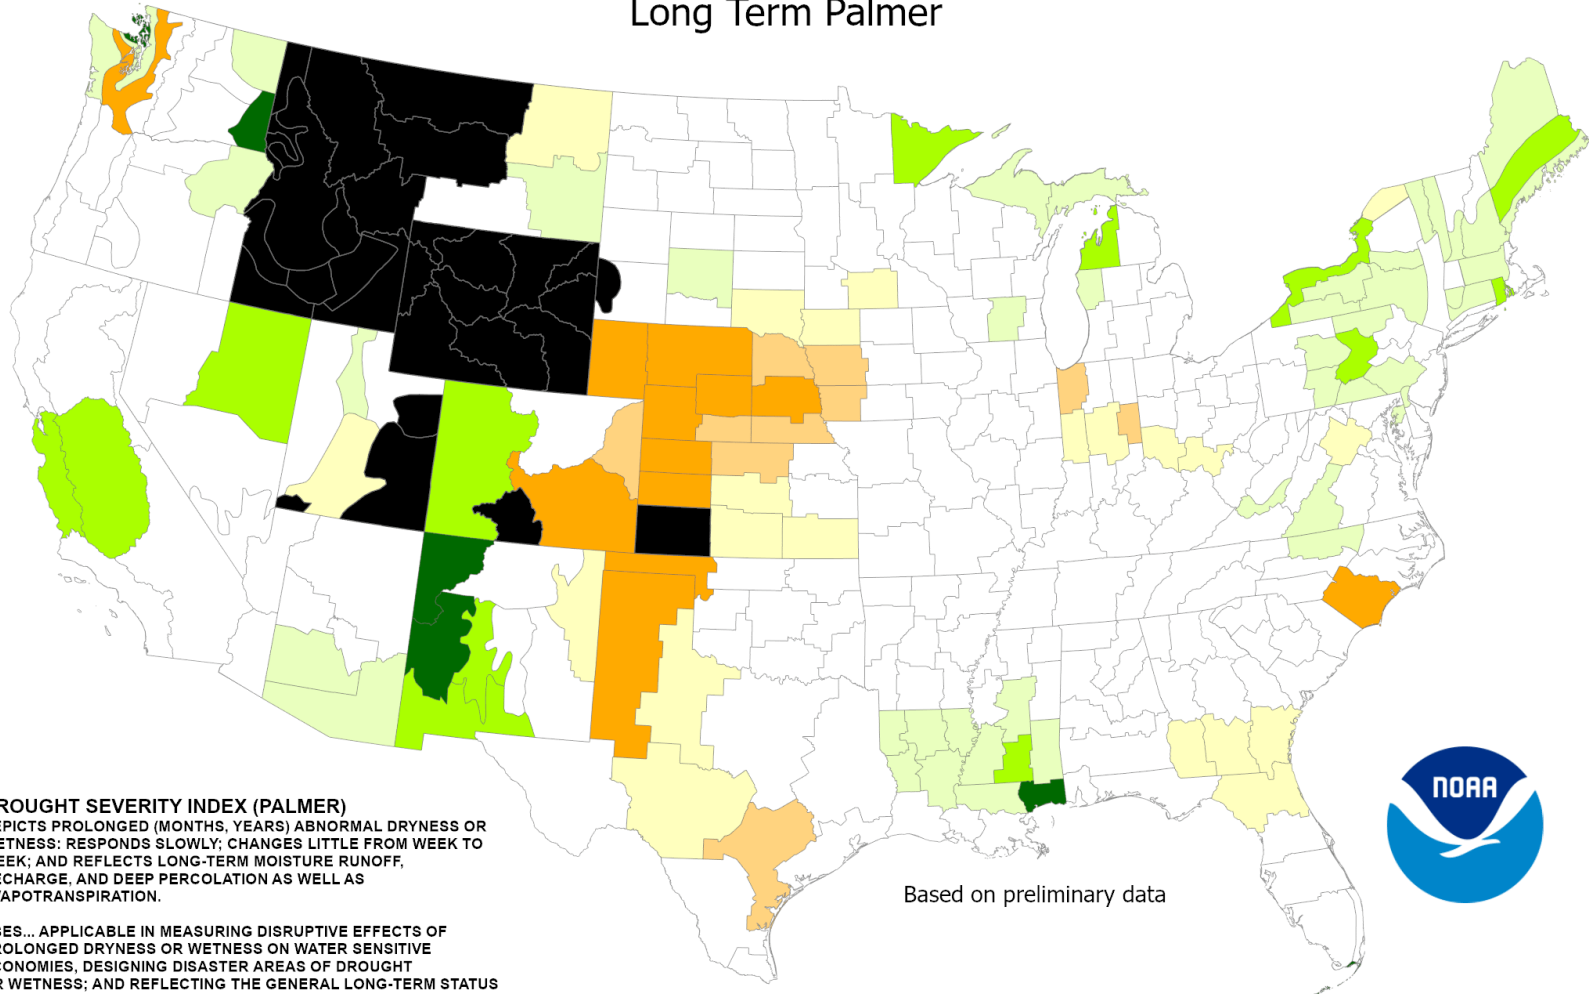 Long Term Palmer
ROUGHT SEVERITY INDEX (PALMER)
EPICTS PROLONGED (MONTHS, YEARS) ABNORMAL DRYNESS OR
ETNESS: RESPONDS SLOWLY; CHANGES LITTLE FROM WEEK TO
EEK; AND REFLECTS LONG-TERM MOISTURE RUNOFF,
ECHARGE, AND DEEP PERCOLATION AS WELL AS
VAPOTRANSPIRATION.
SES... APPLICABLE IN MEASURING DISRUPTIVE EFFECTS OF
ROLONGED DRYNESS OR WETNESS ON WATER SENSITIVE
CONOMIES, DESIGNING DISASTER AREAS OF DROUGHT
R WETNESS; AND REFLECTING THE GENERAL LONG-TERM STATUS
Based on preliminary data
NOAA